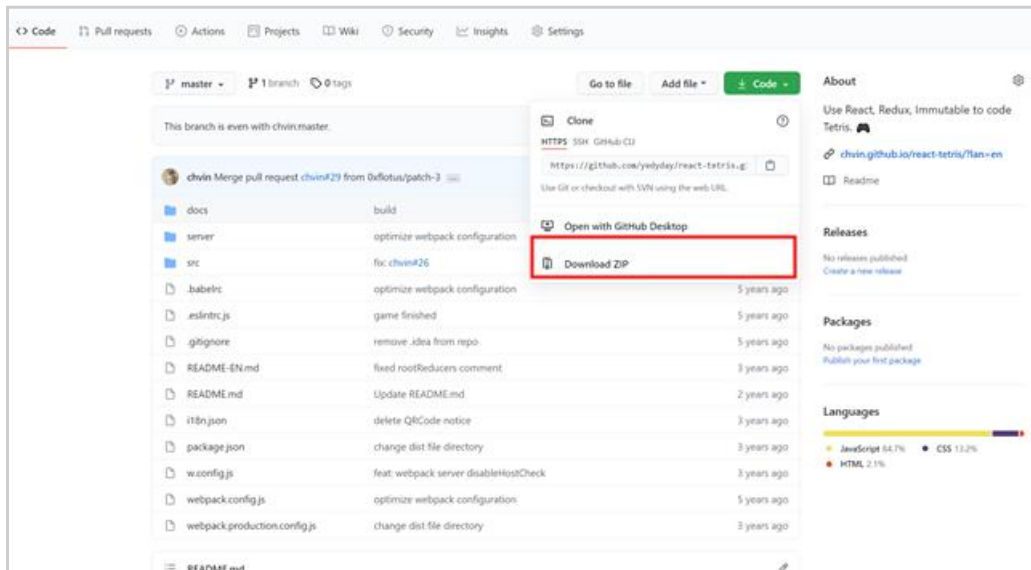 <> Code Pull requests Actions Projects Wiki Security Insights Settings
master 1 branch 0 tags Go to file Add file Code
This branch is even with chvin:master.
Clone
HTTPS SSH GitHub CLI
https://github.com/yedyday/react-tetris.g
Use Git or checkout with SVN using the web URL.
Open with GitHub Desktop
Download ZIP
chvin Merge pull request chvin#29 from 0xflotus/patch-3 ...
docs build
server optimize webpack configuration
src fix: chvin#26
.babelrc optimize webpack configuration 5 years ago
.eslintrc.js game finished 5 years ago
.gitignore remove .idea from repo 5 years ago
README-EN.md fixed rootReducers comment 3 years ago
README.md Update README.md 2 years ago
i18n.json delete QRCode notice 3 years ago
package.json change dist file directory 3 years ago
w.config.js feat: webpack server disableHostCheck 3 years ago
webpack.config.js optimize webpack configuration 5 years ago
webpack.production.config.js change dist file directory 3 years ago
README.md
About
Use React, Redux, Immutable to code
Tetris. 🎮
chvin.github.io/react-tetris/?lan=en
Readme
Releases
No releases published
Create a new release
Packages
No packages published
Publish your first package
Languages
JavaScript 84.7% CSS 13.2%
HTML 2.1%